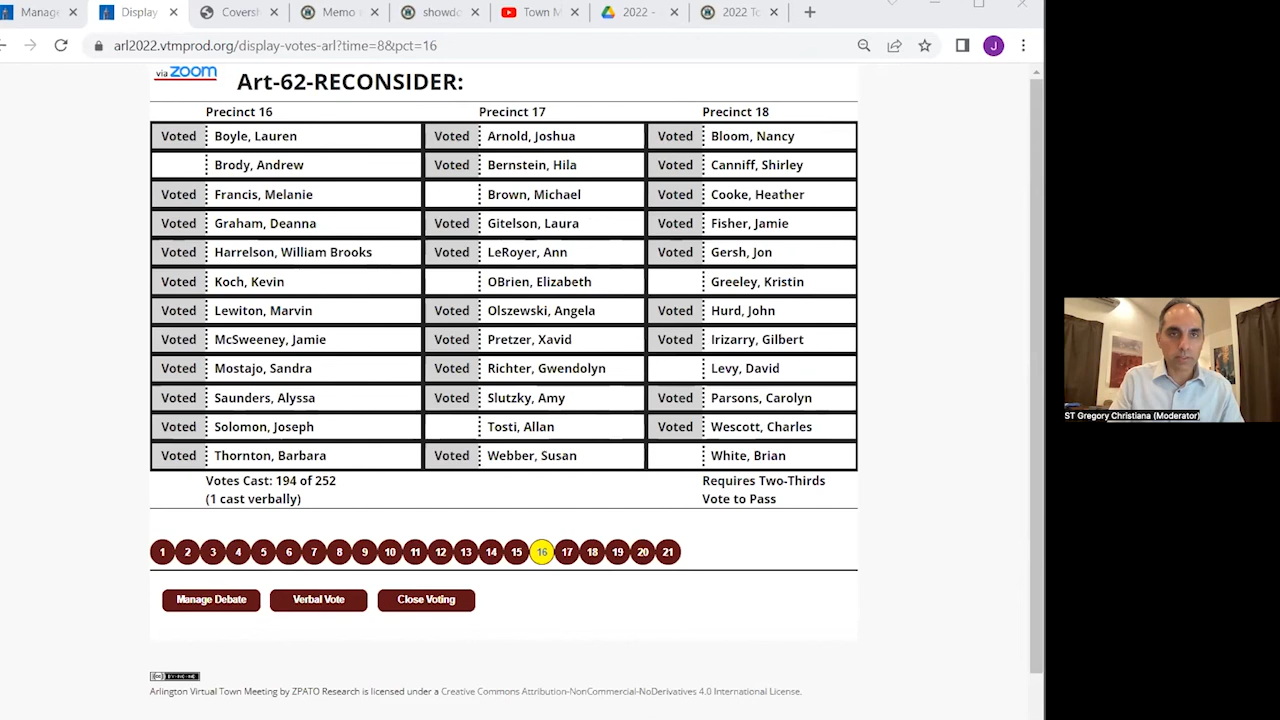 Manage
Display
Coversh
Memo -
showdo
Town M
2022 -
2022 To
arl2022.vtmprod.org/display-votes-arl?time=8&pct=16
J
via zoom
Art-62-RECONSIDER:
Precinct 16 Precinct 17 Precinct 18
Voted Boyle, Lauren Voted Arnold, Joshua Voted Bloom, Nancy
Brody, Andrew Voted Bernstein, Hila Voted Canniff, Shirley
Voted Francis, Melanie Brown, Michael Voted Cooke, Heather
Voted Graham, Deanna Voted Gitelson, Laura Voted Fisher, Jamie
Voted Harrelson, William Brooks Voted LeRoyer, Ann Voted Gersh, Jon
Voted Koch, Kevin OBrien, Elizabeth Greeley, Kristin
Voted Lewiton, Marvin Voted Olszewski, Angela Voted Hurd, John
Voted McSweeney, Jamie Voted Pretzer, Xavid Voted Irizarry, Gilbert
Voted Mostajo, Sandra Voted Richter, Gwendolyn Levy, David
Voted Saunders, Alyssa Voted Slutzky, Amy Voted Parsons, Carolyn
Voted Solomon, Joseph Tosti, Allan Voted Wescott, Charles
Voted Thornton, Barbara Voted Webber, Susan White, Brian
Votes Cast: 194 of 252 Requires Two-Thirds
(1 cast verbally) Vote to Pass
1 2 3 4 5 6 7 8 9 10 11 12 13 14 15 16 17 18 19 20 21
Manage Debate Verbal Vote Close Voting
Arlington Virtual Town Meeting by ZPATO Research is licensed under a Creative Commons Attribution-NonCommercial-NoDerivatives 4.0 International License.
ST Gregory Christiana (Moderator)